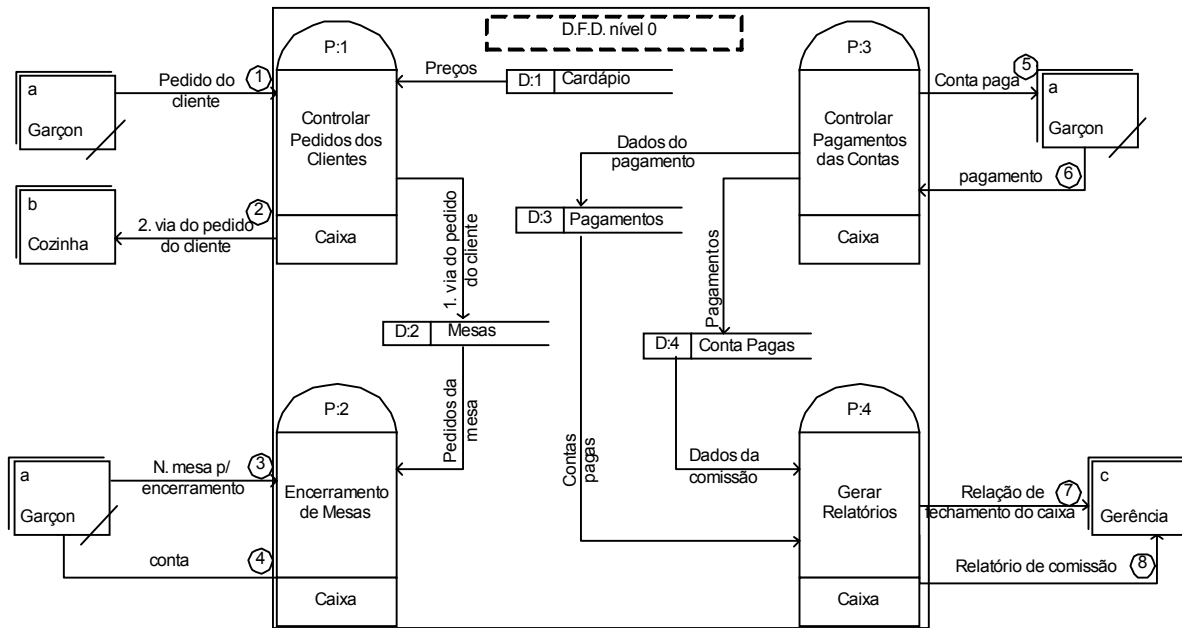 D.F.D. nível 0
P:1
Controlar
Pedidos dos
Clientes
Caixa
a
Garçon
Pedido do
cliente
1
b
Cozinha
2. via do pedido
do cliente
2
Preços
D:1 Cardápio
1. via do pedido
do cliente
D:2 Mesas
Pedidos da
mesa
P:3
Controlar
Pagamentos
das Contas
Caixa
Conta paga
5
a
Garçon
pagamento
6
Dados do
pagamento
D:3 Pagamentos
Pagamentos
D:4 Conta Pagas
Contas
pagas
Dados da
comissão
P:2
Encerramento
de Mesas
Caixa
a
Garçon
N. mesa p/
encerramento
3
conta
4
P:4
Gerar
Relatórios
Caixa
Relação de
fechamento do caixa
7
c
Gerência
Relatório de comissão
8